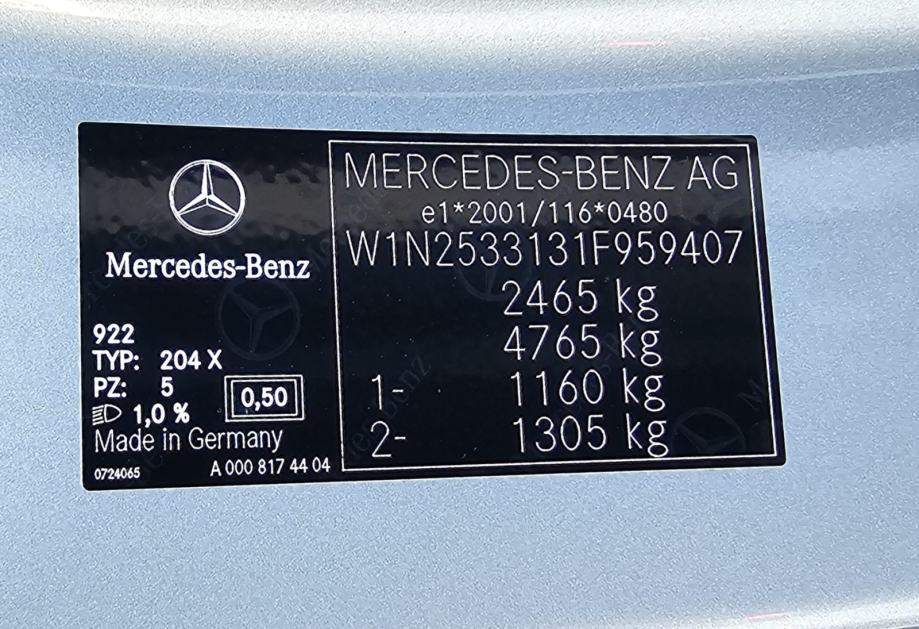 Mercedes-Benz
922
TYP: 204 X
PZ: 5
1,0 %
0,50
Made in Germany
0724065 A 000 817 44 04
MERCEDES-BENZ AG
e1*2001/116*0480
W1N2533131F959407
2465 kg
4765 kg
1- 1160 kg
2- 1305 kg